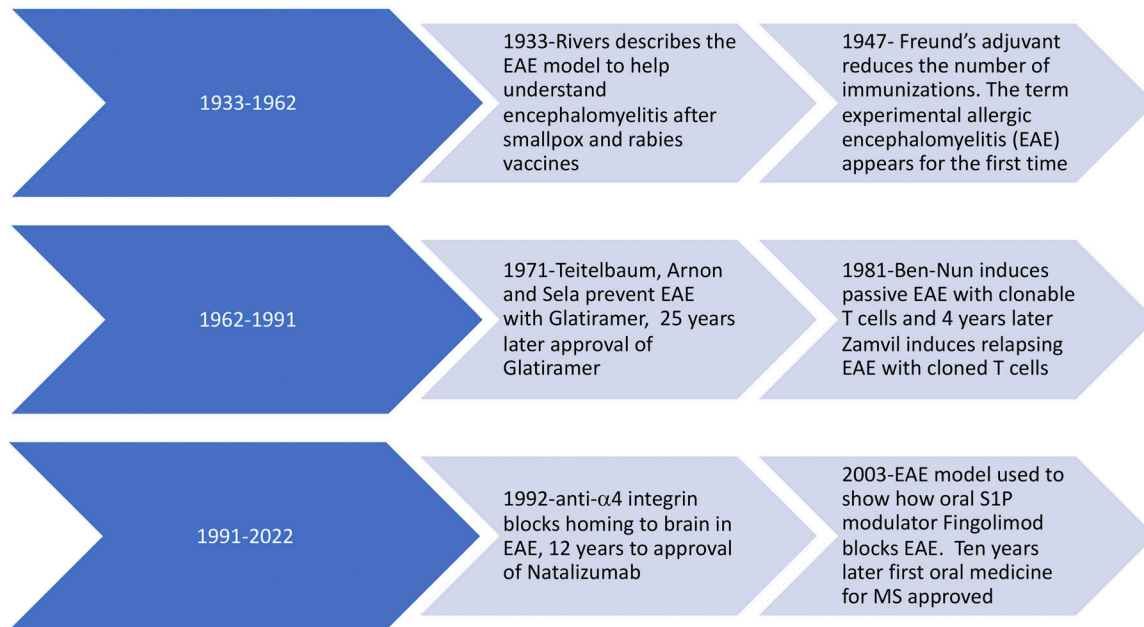 1933-1962
1933-Rivers describes the
EAE model to help
understand
encephalomyelitis after
smallpox and rabies
vaccines
1947- Freund’s adjuvant
reduces the number of
immunizations. The term
experimental allergic
encephalomyelitis (EAE)
appears for the first time
1962-1991
1971-Teitelbaum, Arnon
and Sela prevent EAE
with Glatiramer, 25 years
later approval of
Glatiramer
1981-Ben-Nun induces
passive EAE with clonable
T cells and 4 years later
Zamvil induces relapsing
EAE with cloned T cells
1991-2022
1992-anti-α4 integrin
blocks homing to brain in
EAE, 12 years to approval
of Natalizumab
2003-EAE model used to
show how oral S1P
modulator Fingolimod
blocks EAE. Ten years
later first oral medicine
for MS approved